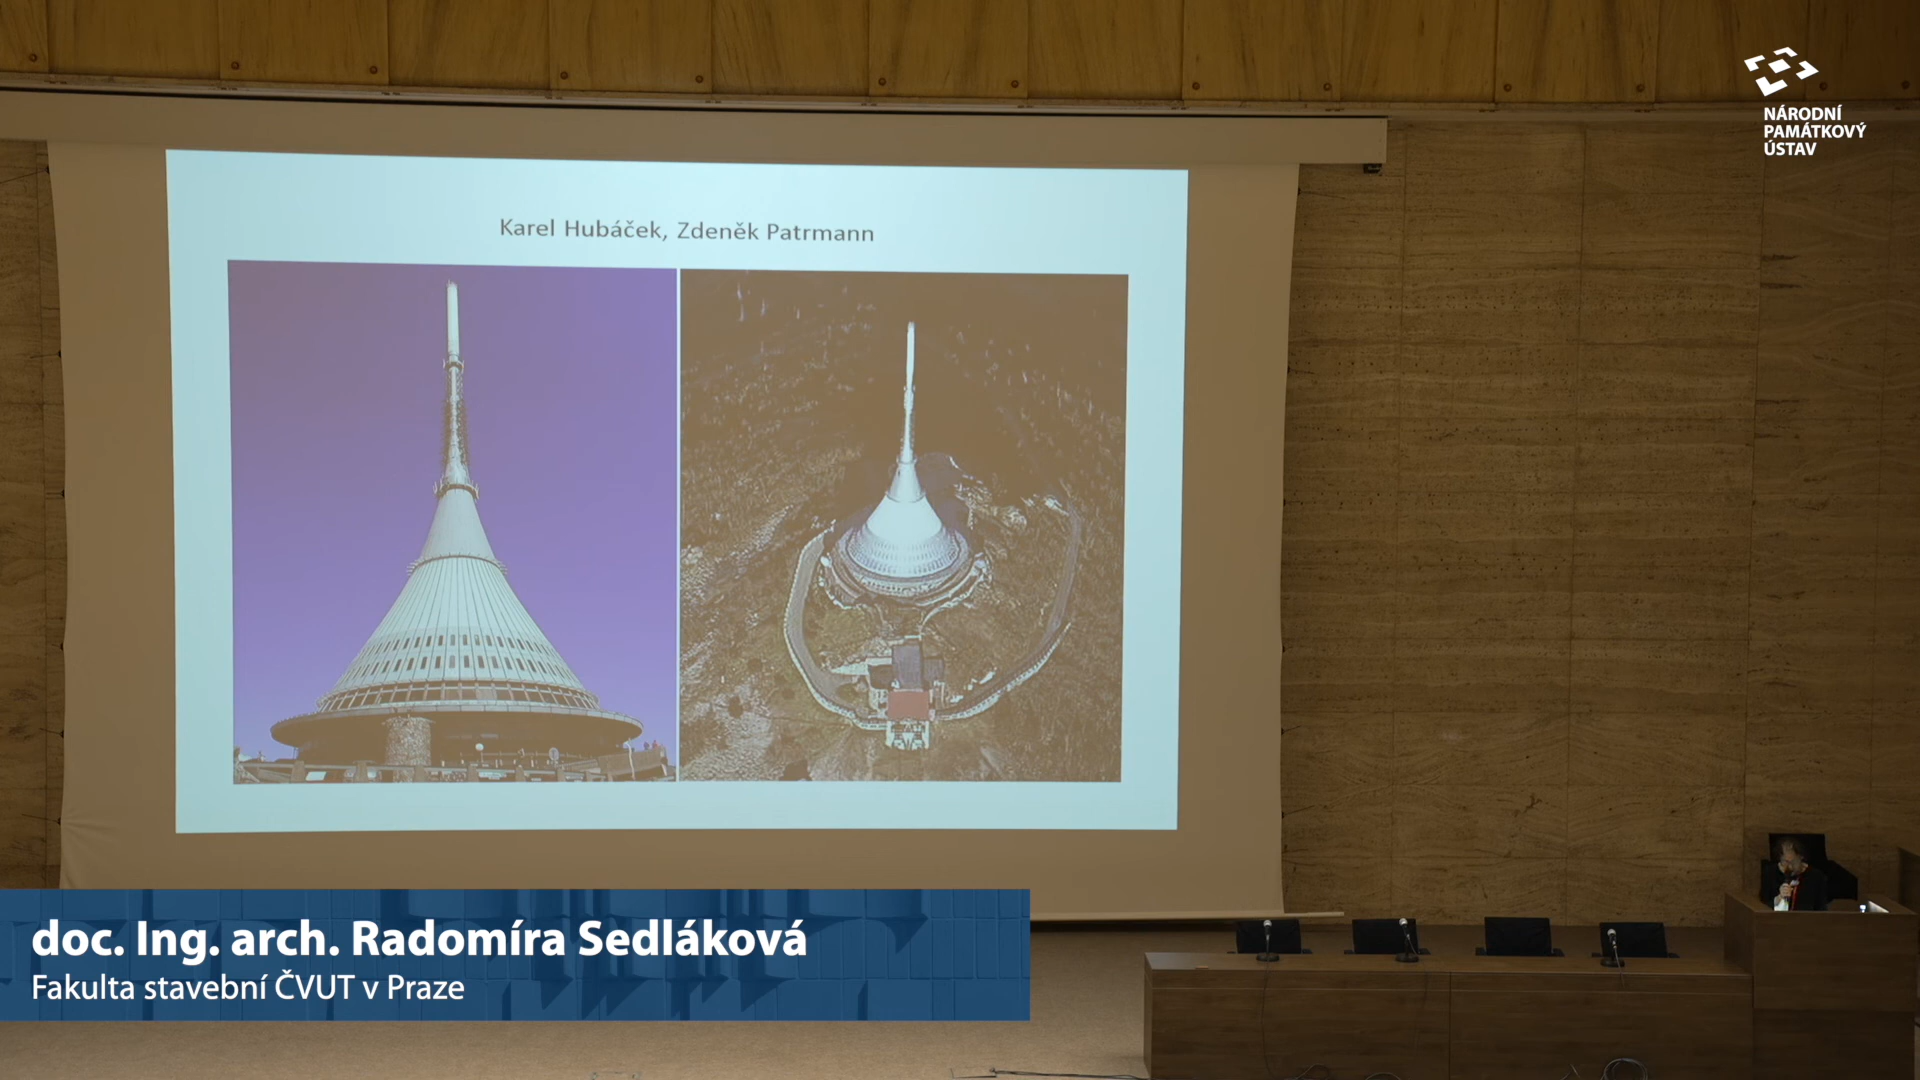 NÁRODNÍ
PAMÁTKOVÝ
ÚSTAV
Karel Hubáček, Zdeněk Patrmann
doc. Ing. arch. Radomíra Sedláková
Fakulta stavební ČVUT v Praze